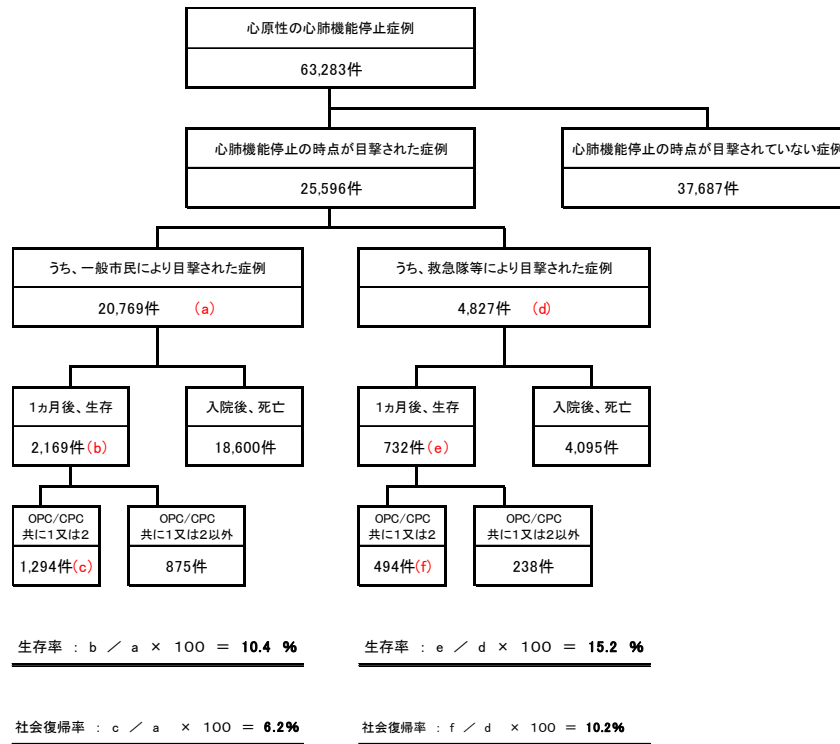 心原性の心肺機能停止症例
63,283件
心肺機能停止の時点が目撃された症例
25,596件
心肺機能停止の時点が目撃されていない症例
37,687件
うち、一般市民により目撃された症例
20,769件 (a)
うち、救急隊等により目撃された症例
4,827件 (d)
1ヵ月後、生存
2,169件(b)
入院後、死亡
18,600件
1ヵ月後、生存
732件(e)
入院後、死亡
4,095件
OPC/CPC
共に1又は2
1,294件(c)
OPC/CPC
共に1又は2以外
875件
OPC/CPC
共に1又は2
494件(f)
OPC/CPC
共に1又は2以外
238件
生存率 : b / a × 100 = 10.4 %
生存率 : e / d × 100 = 15.2 %
社会復帰率 : c / a × 100 = 6.2%
社会復帰率 : f / d × 100 = 10.2%